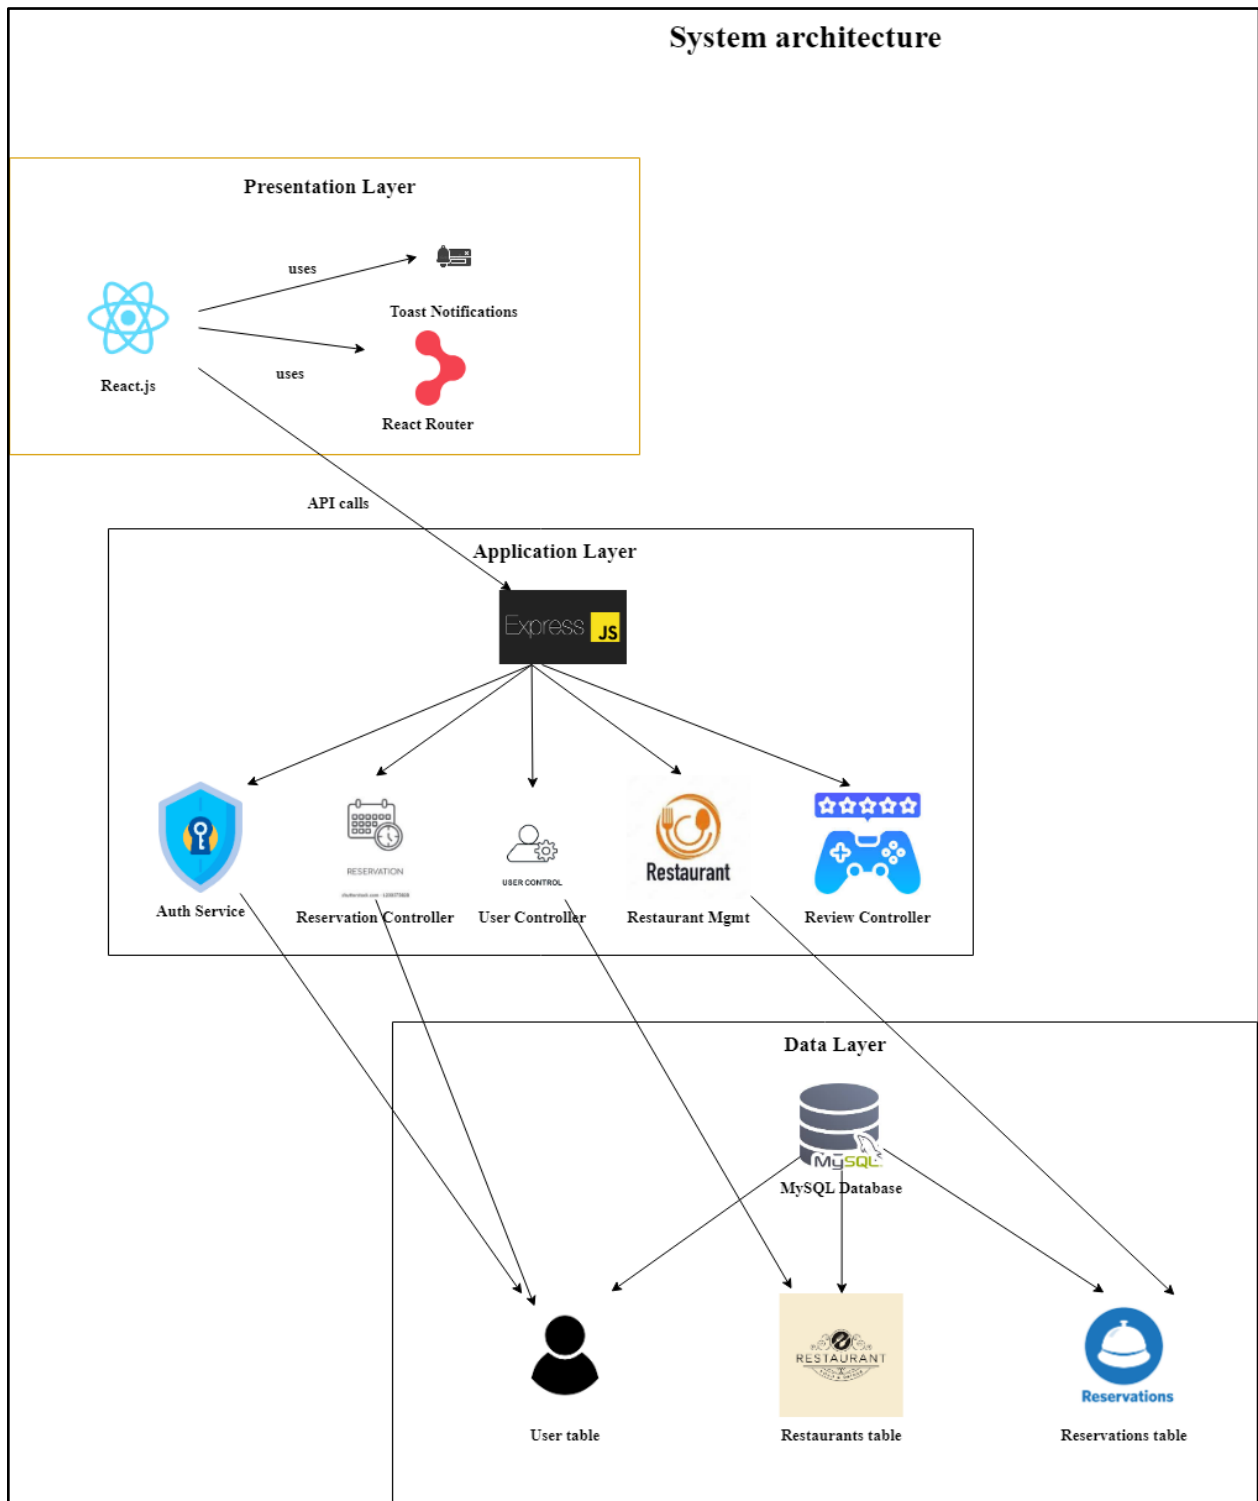 System architecture
Presentation Layer
uses
Toast Notifications
uses
React.js
React Router
API calls
Application Layer
Express JS
RESERVATION
USER CONTROL
Restaurant
Auth Service
Reservation Controller
User Controller
Restaurant Mgmt
Review Controller
Data Layer
MySQL
MySQL Database
RESTAURANT
Reservations
User table
Restaurants table
Reservations table